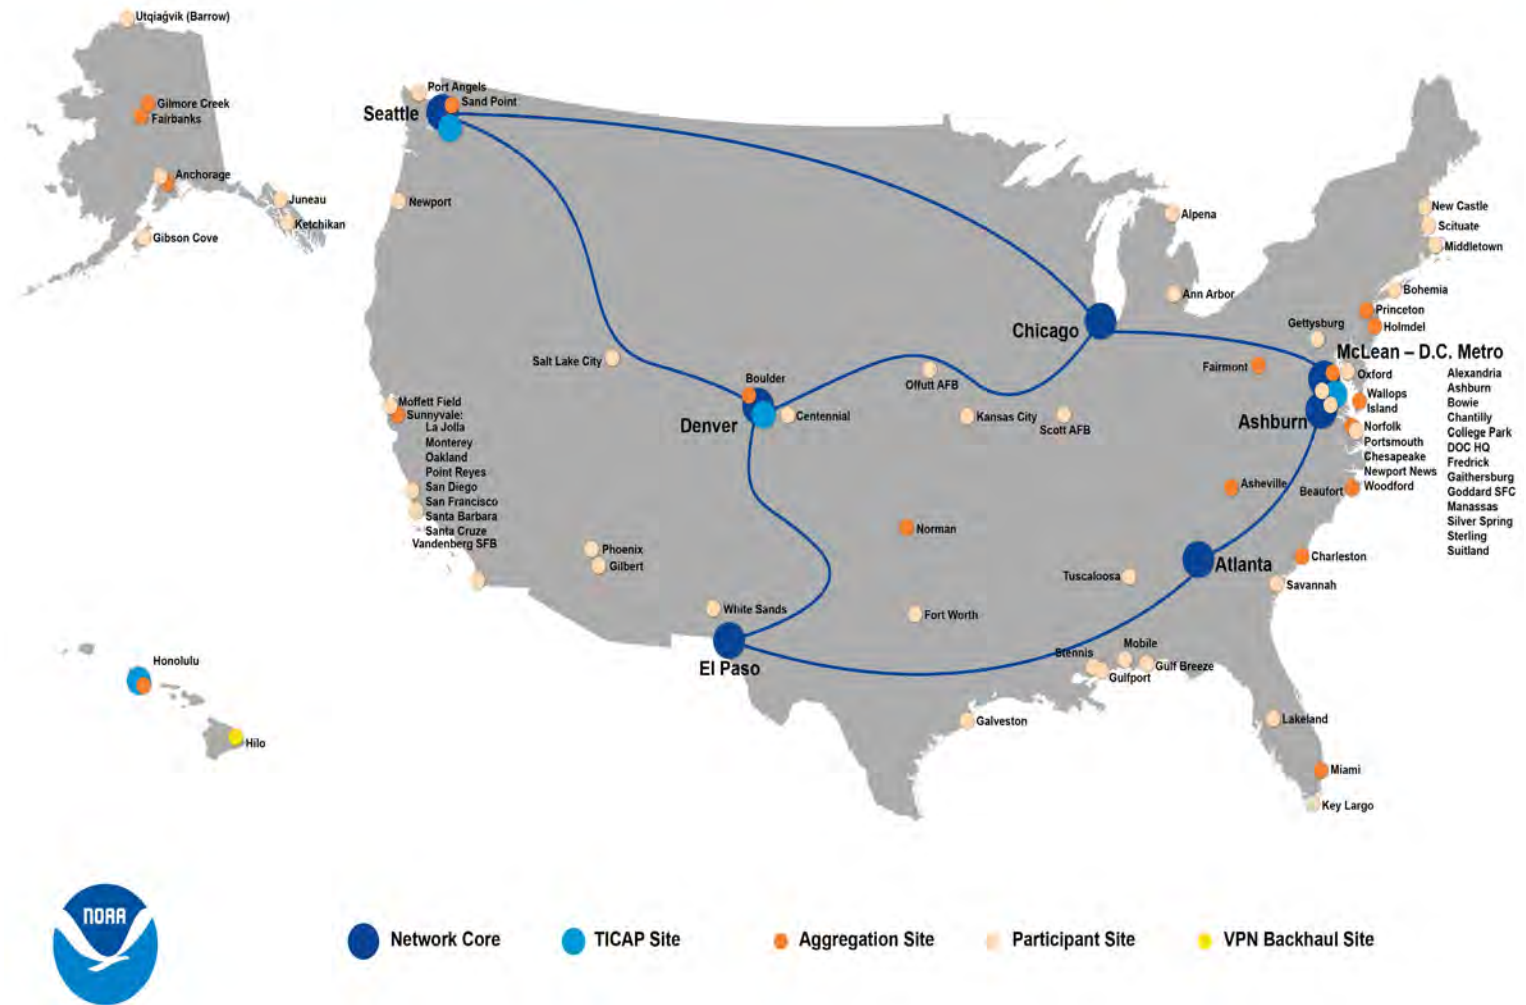 Utqiaġvik (Barrow)
Gilmore Creek
Fairbanks
Anchorage
Juneau
Ketchikan
Gibson Cove
Port Angels
Sand Point
Seattle
Newport
Alpena
Ann Arbor
Chicago
New Castle
Scituate
Middletown
Bohemia
Princeton
Holmdel
Gettysburg
McLean – D.C. Metro
Fairmont
Oxford
Wallops
Island
Ashburn
Norfolk
Portsmouth
Chesapeake
Newport News
Woodford
Beaufort
Alexandria
Ashburn
Bowie
Chantilly
College Park
DOC HQ
Fredrick
Gaithersburg
Goddard SFC
Manassas
Silver Spring
Sterling
Suitland
Salt Lake City
Boulder
Denver
Centennial
Offutt AFB
Kansas City
Scott AFB
Moffett Field
Sunnyvale:
La Jolla
Monterey
Oakland
Point Reyes
San Diego
San Francisco
Santa Barbara
Santa Cruze
Vandenberg SFB
Asheville
Norman
Phoenix
Gilbert
Atlanta
Charleston
Savannah
Tuscaloosa
White Sands
El Paso
Fort Worth
Stennis
Mobile
Gulfport
Gulf Breeze
Galveston
Lakeland
Miami
Key Largo
Honolulu
Hilo
NOAA
Network Core
TICAP Site
Aggregation Site
Participant Site
VPN Backhaul Site